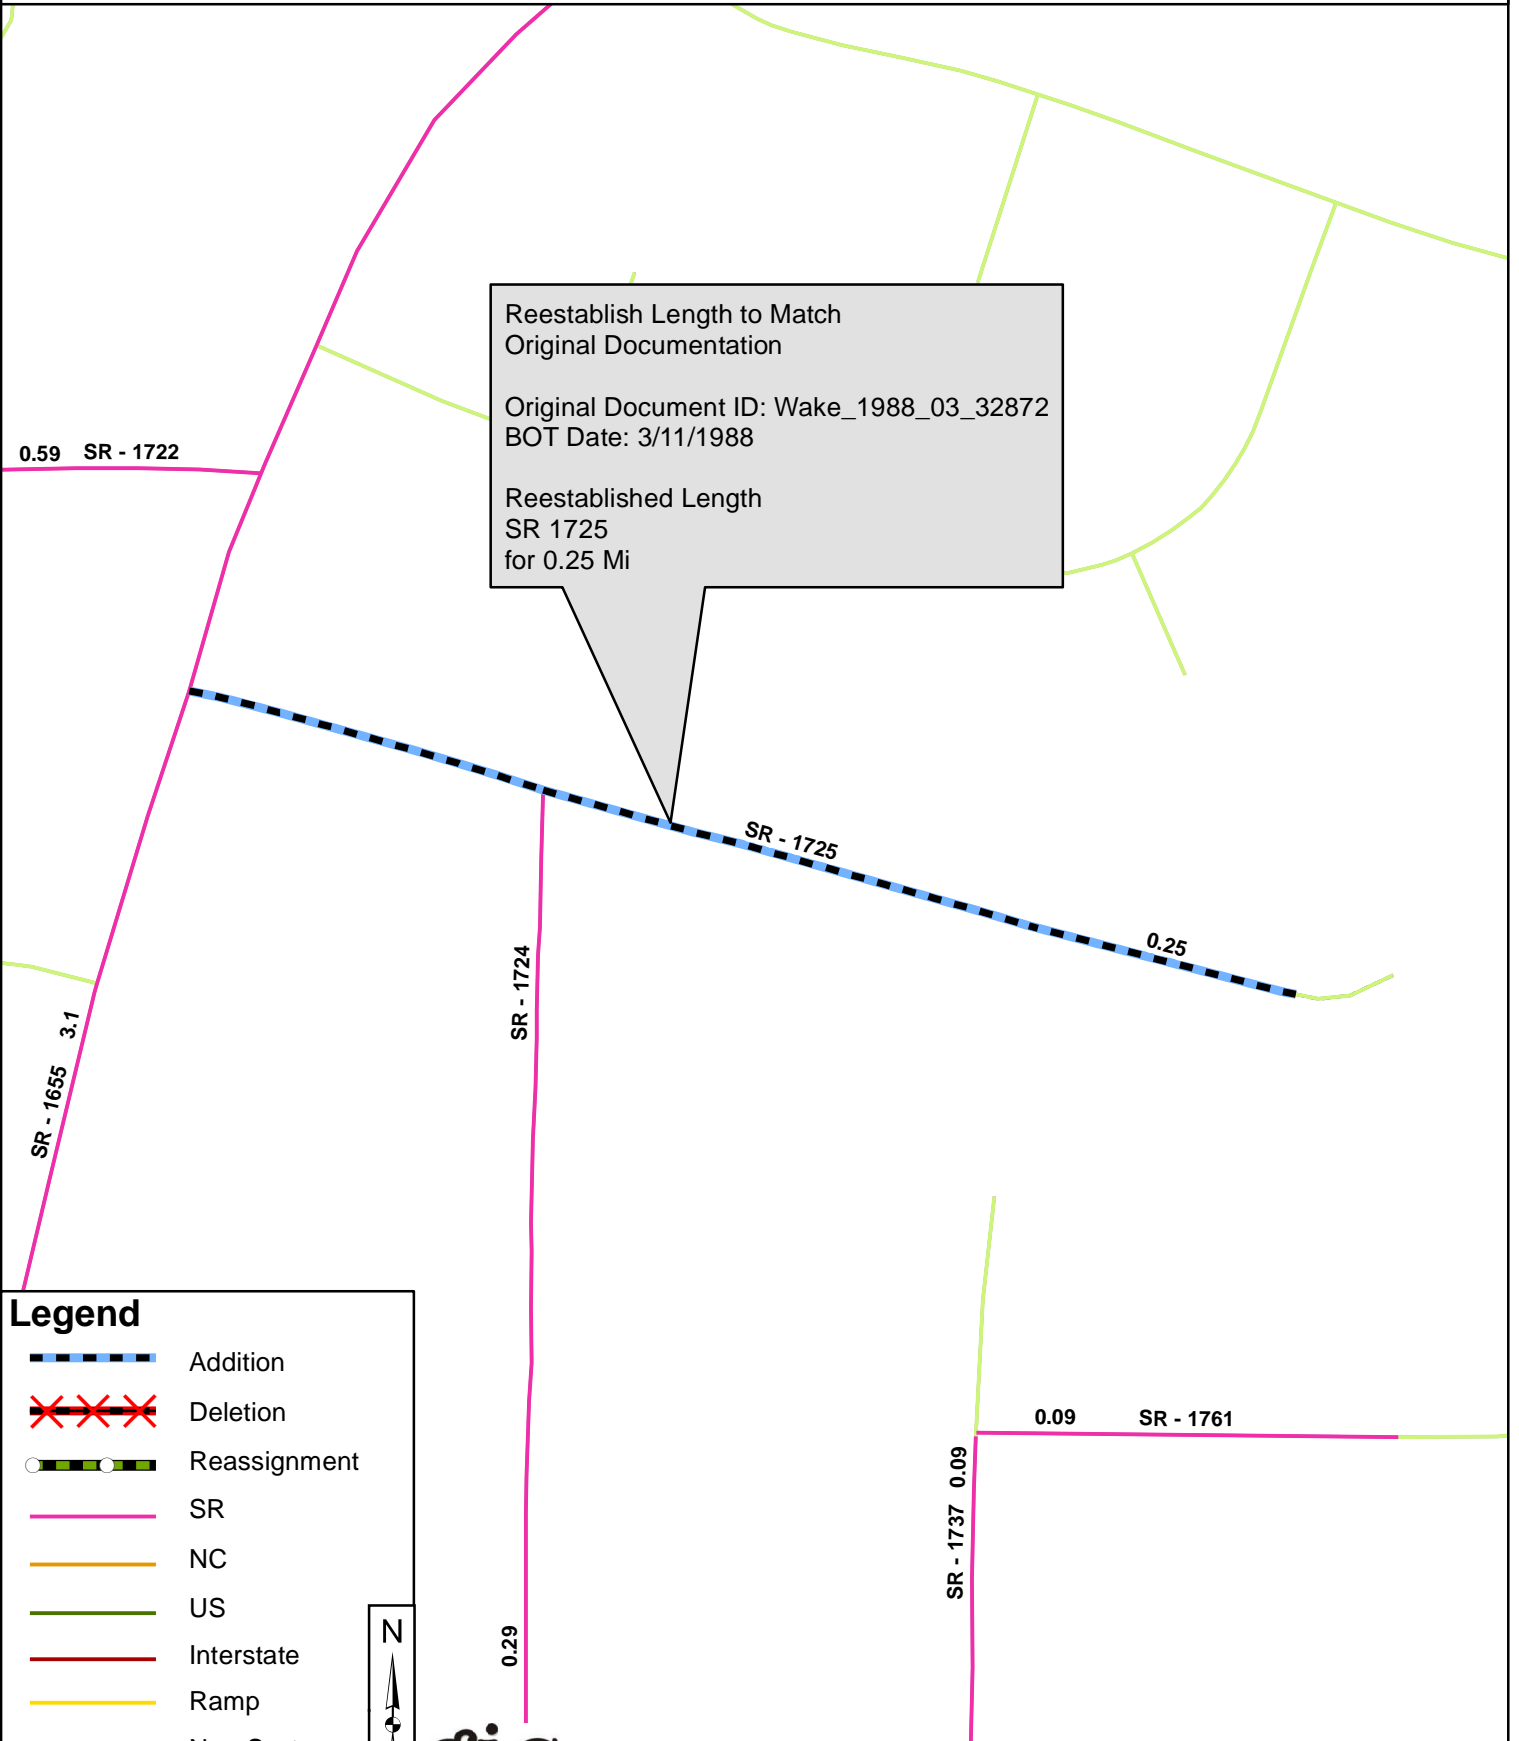 Reestablish Length to Match
Original Documentation
Original Document ID: Wake_1988_03_32872
BOT Date: 3/11/1988
Reestablished Length
SR 1725
for 0.25 Mi
0.59 SR - 1722
SR - 1725
0.25
SR - 1724
SR - 1655 3.1
0.09 SR - 1761
SR - 1737 0.09
0.29
Legend
Addition
Deletion
Reassignment
SR
NC
US
Interstate
Ramp
N